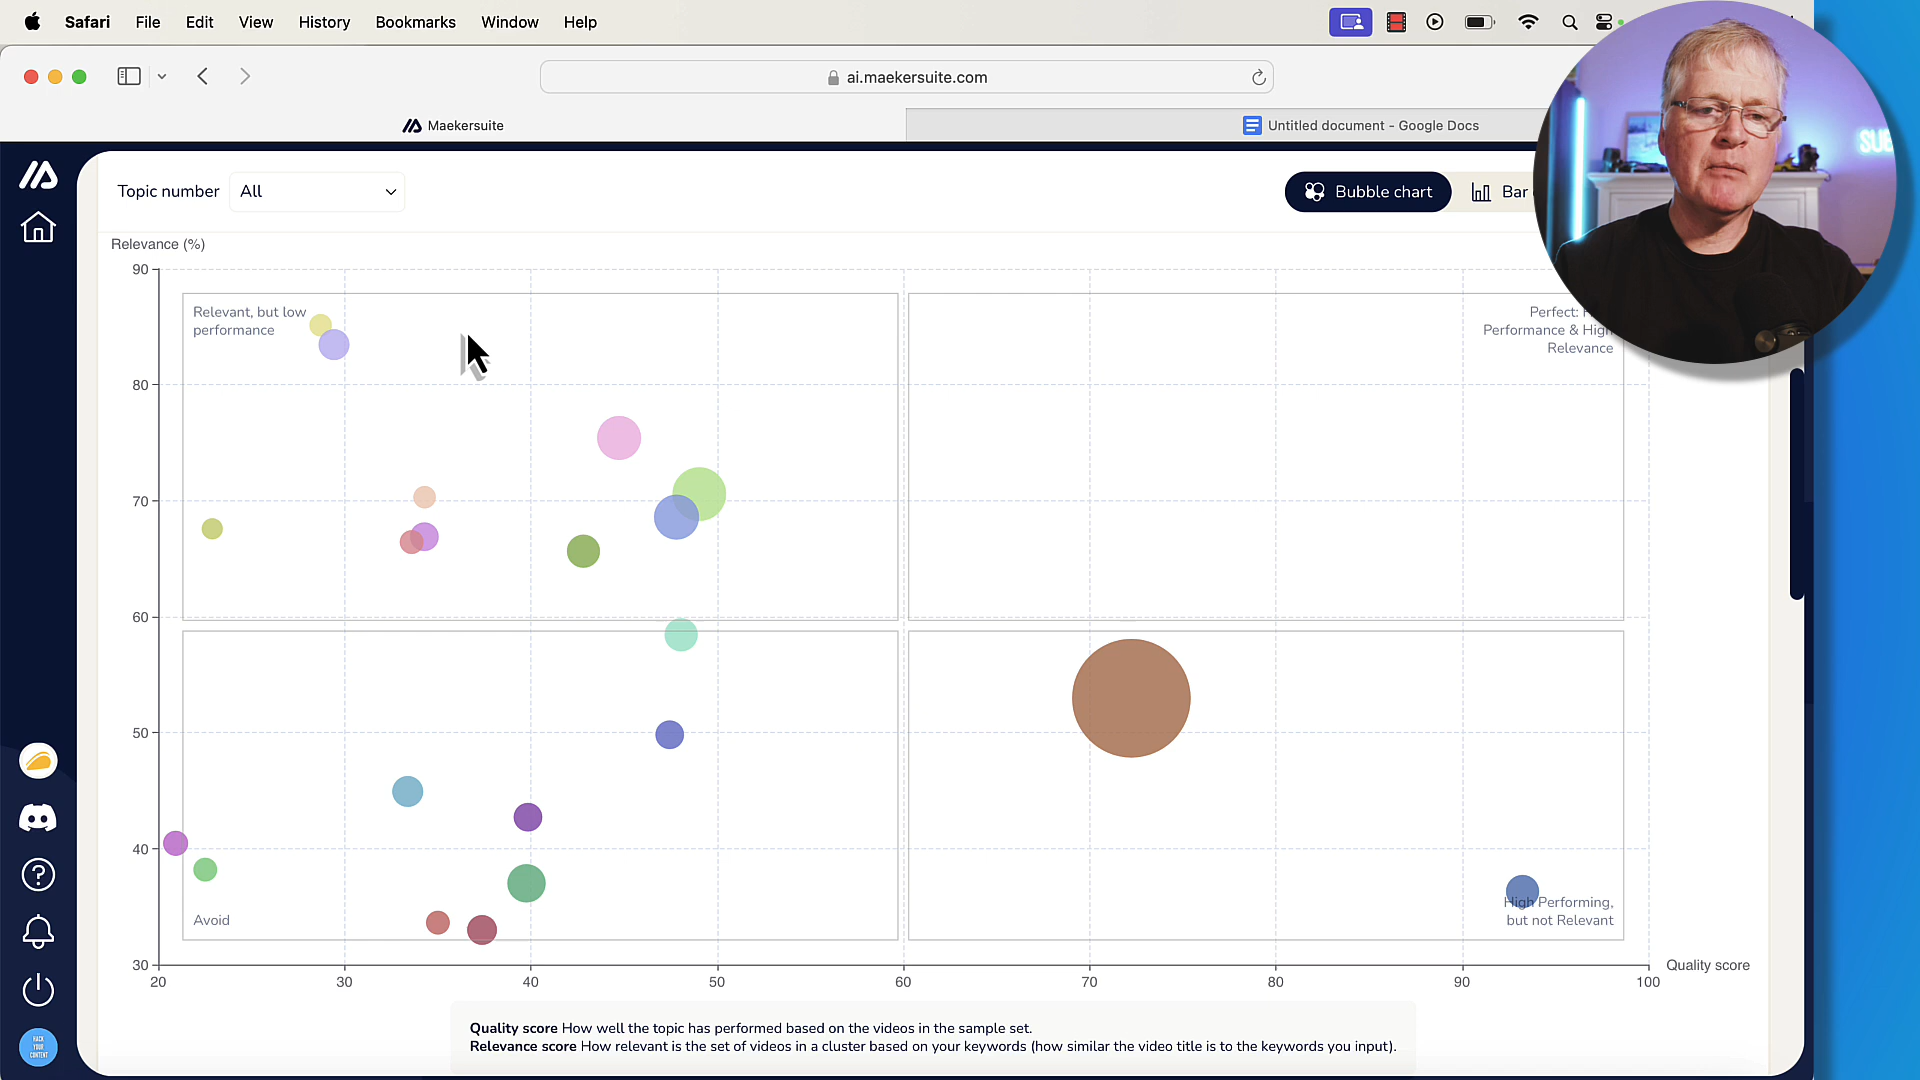 Safari File Edit View History Bookmarks Window Help
ai.maekersuite.com
Maekersuite
Untitled document - Google Docs
Topic number All
Bubble chart
Bar
Relevance (%)
90
80
70
60
50
40
30
Relevant, but low
performance
Perfect:
Performance & High
Relevance
Avoid
High Performing,
but not Relevant
20 30 40 50 60 70 80 90 100
Quality score
Quality score How well the topic has performed based on the videos in the sample set.
Relevance score How relevant is the set of videos in a cluster based on your keywords (how similar the video title is to the keywords you input).
HACK
YOUR
CONTENT
SUB